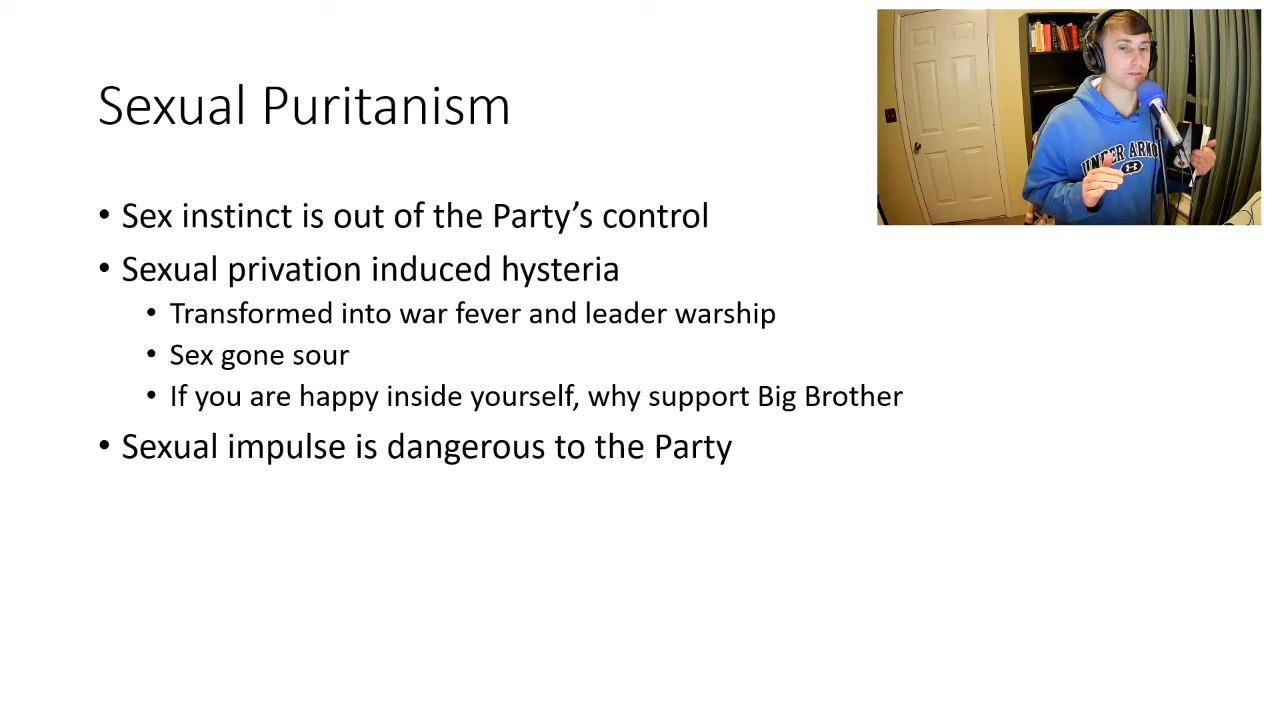 Sexual Puritanism
• Sex instinct is out of the Party’s control
• Sexual privation induced hysteria
• Transformed into war fever and leader warship
• Sex gone sour
• If you are happy inside yourself, why support Big Brother
• Sexual impulse is dangerous to the Party
UNDER ARMOUR